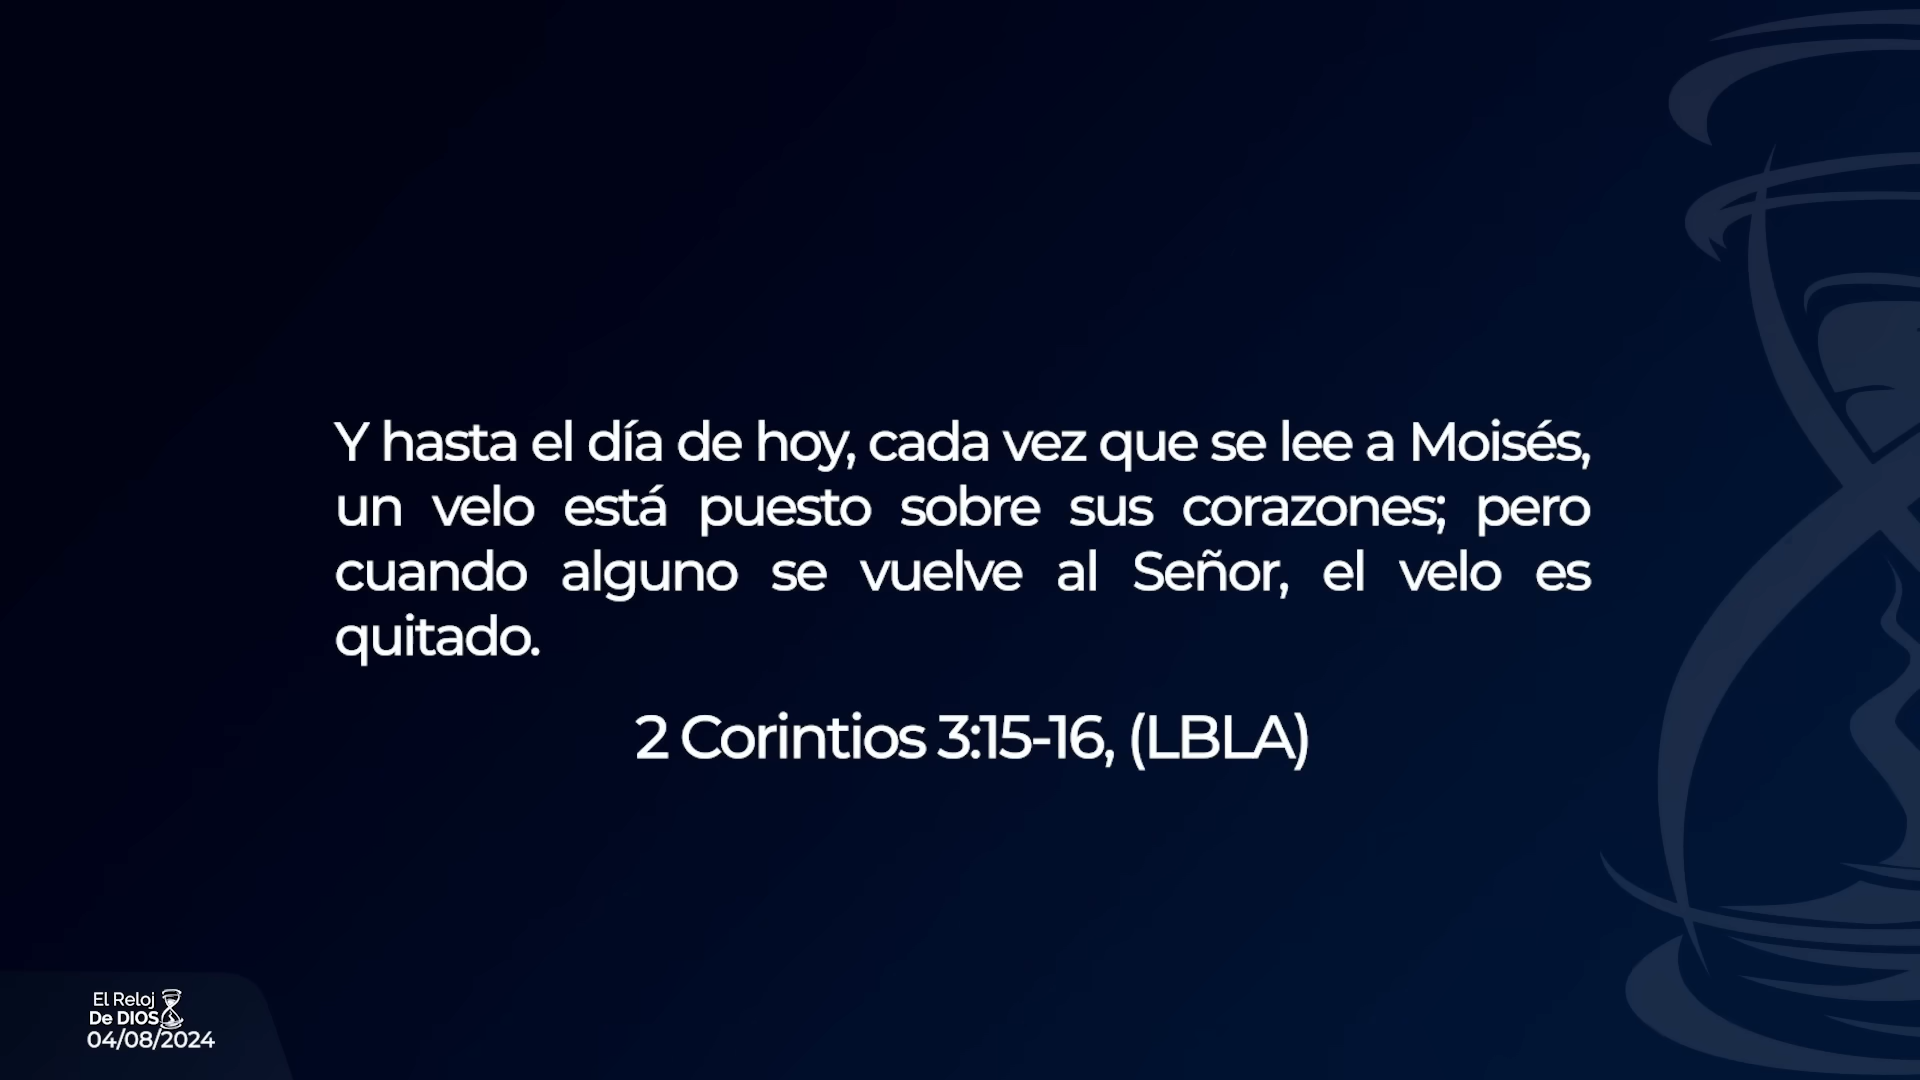 Y hasta el día de hoy, cada vez que se lee a Moisés,
un velo está puesto sobre sus corazones; pero
cuando alguno se vuelve al Señor, el velo es
quitado.
2 Corintios 3:15-16, (LBLA)
El Reloj
De DIOS
04/08/2024